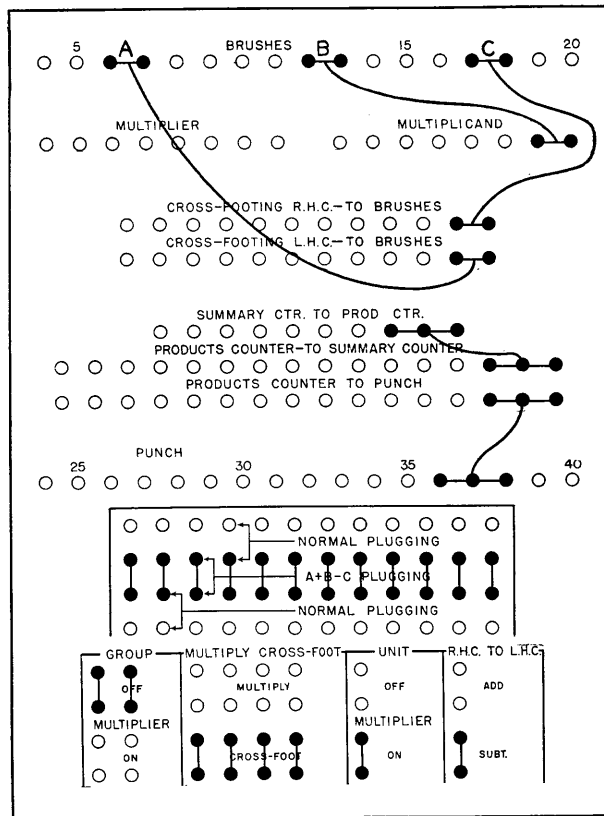 5 A BRUSHES B 15 C 20
MULTIPLIER MULTIPLICAND
CROSS-FOOTING R.H.C.-TO BRUSHES
CROSS-FOOTING L.H.C.-TO BRUSHES
SUMMARY CTR. TO PROD CTR.
PRODUCTS COUNTER-TO SUMMARY COUNTER
PRODUCTS COUNTER TO PUNCH
PUNCH
25 30 35 40
NORMAL PLUGGING
A+B-C PLUGGING
NORMAL PLUGGING
GROUP MULTIPLY CROSS-FOOT UNIT R.H.C. TO L.H.C.
OFF MULTIPLY OFF ADD
MULTIPLIER MULTIPLIER
ON CROSS-FOOT ON SUBT.